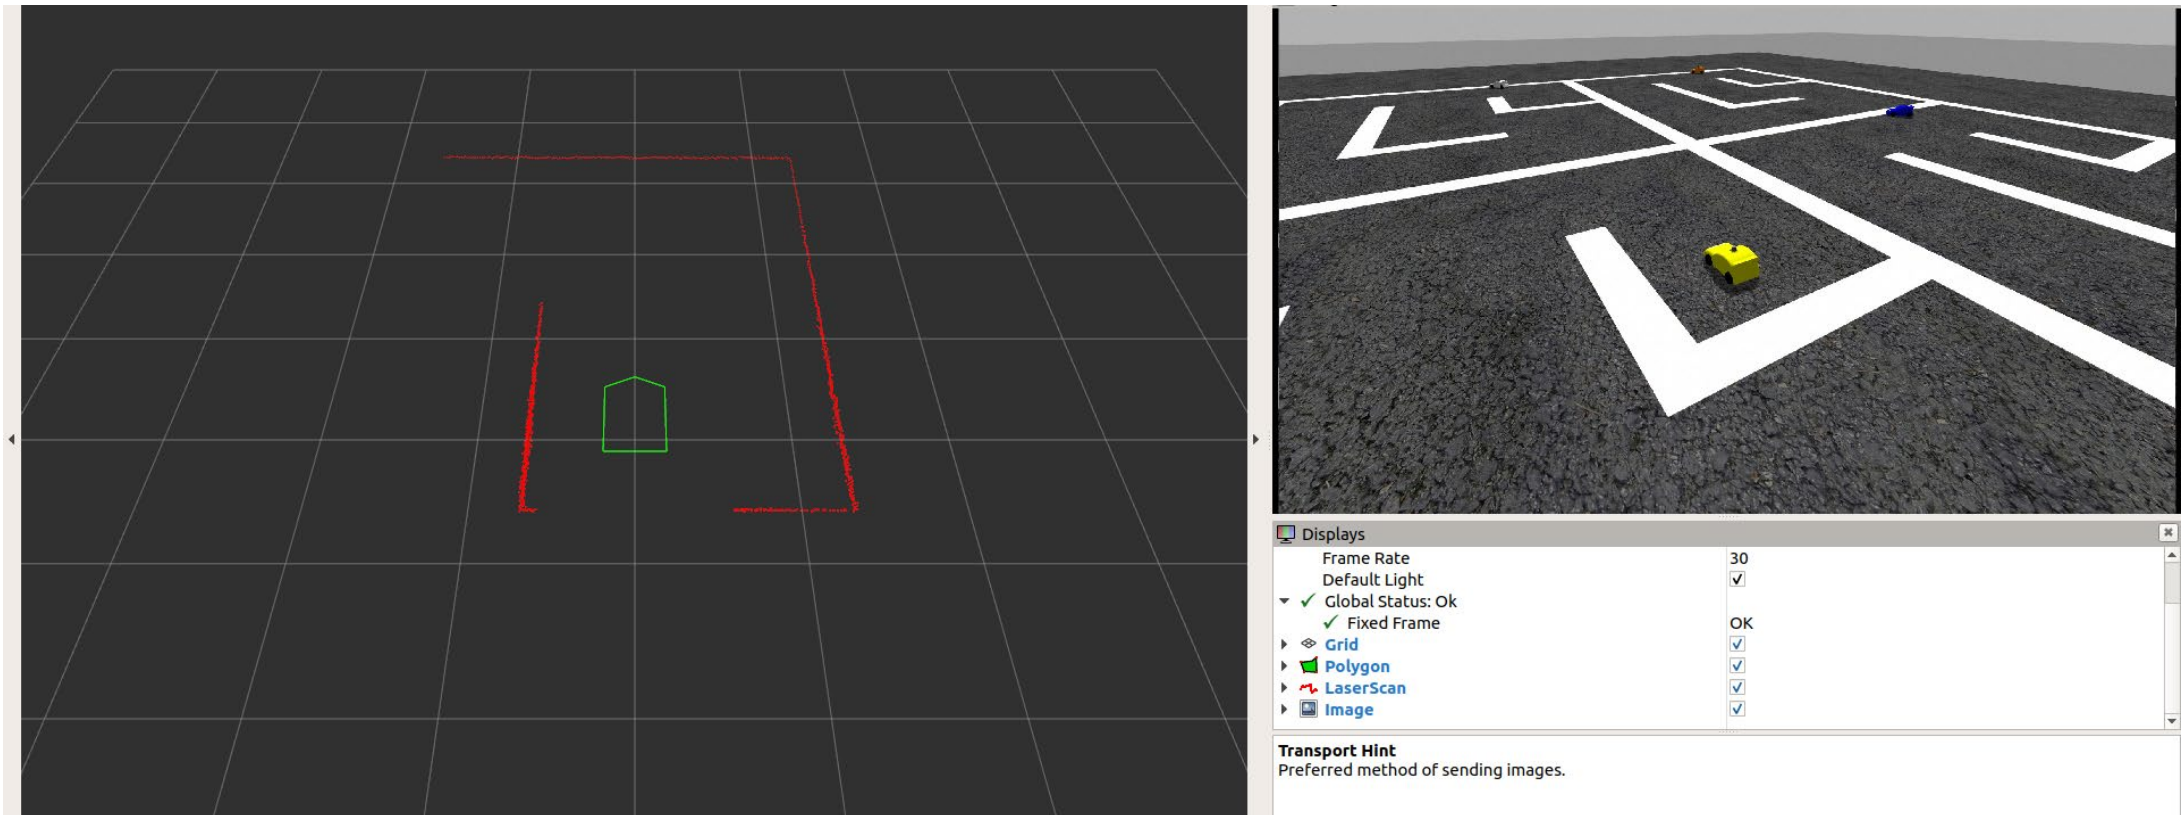 Displays
Frame Rate 30
Default Light
Global Status: Ok
Fixed Frame OK
Grid
Polygon
LaserScan
Image
Transport Hint
Preferred method of sending images.